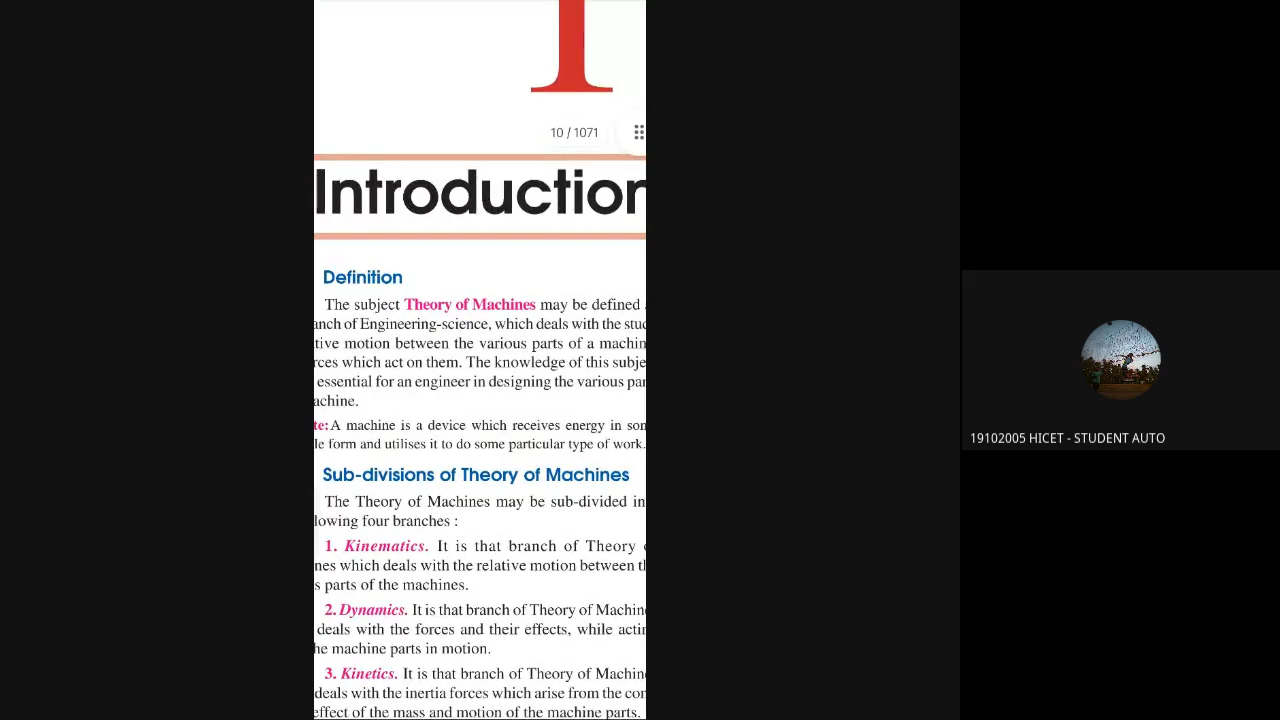 1
10 / 1071
Introduction
Definition
The subject Theory of Machines may be defined
anch of Engineering-science, which deals with the stud
tive motion between the various parts of a machin
rces which act on them. The knowledge of this subje
essential for an engineer in designing the various par
achine.
te: A machine is a device which receives energy in som
le form and utilises it to do some particular type of work.
Sub-divisions of Theory of Machines
The Theory of Machines may be sub-divided in
lowing four branches :
1. Kinematics. It is that branch of Theory
nes which deals with the relative motion between th
s parts of the machines.
2. Dynamics. It is that branch of Theory of Machin
deals with the forces and their effects, while actin
he machine parts in motion.
3. Kinetics. It is that branch of Theory of Machin
deals with the inertia forces which arise from the com
effect of the mass and motion of the machine parts.
19102005 HICET - STUDENT AUTO